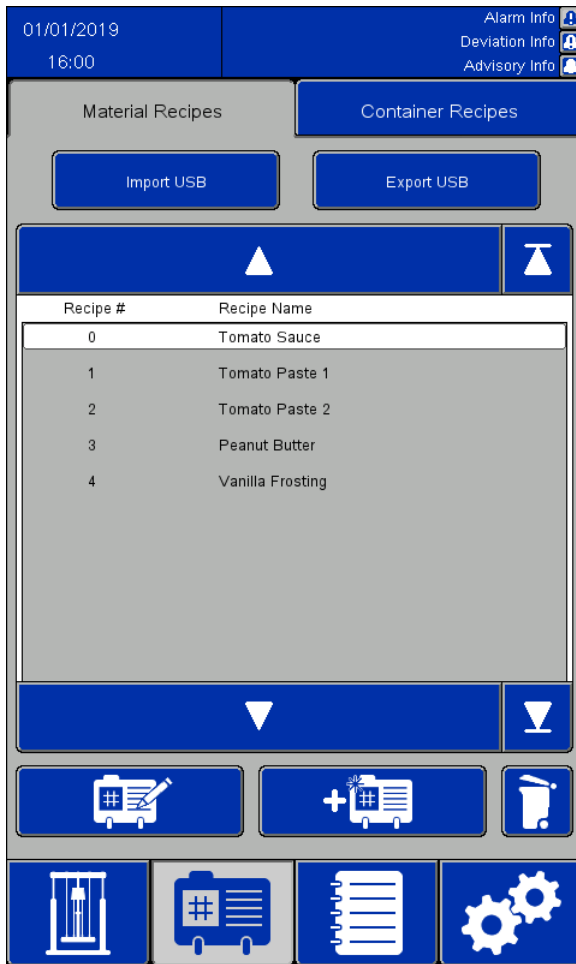 01/01/2019
16:00
Alarm Info
Deviation Info
Advisory Info
Material Recipes
Container Recipes
Import USB
Export USB
Recipe # Recipe Name
0 Tomato Sauce
1 Tomato Paste 1
2 Tomato Paste 2
3 Peanut Butter
4 Vanilla Frosting